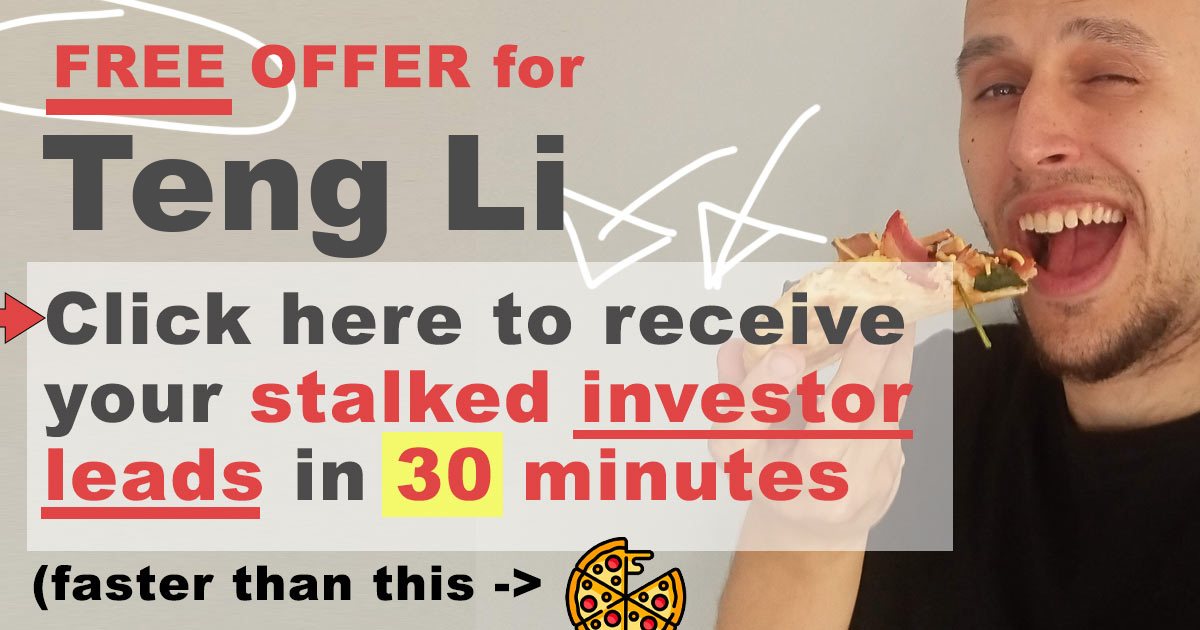 FREE OFFER for
Teng Li
Click here to receive
your stalked investor
leads in 30 minutes
(faster than this ->